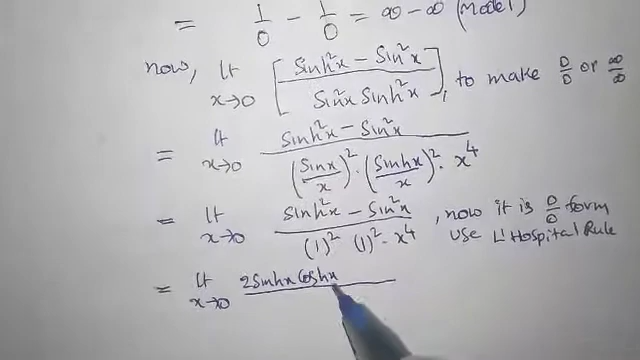 = 1/0 - 1/0 = ∞ - ∞ (Model)
now, lt x→0 [ (Sinh²x - Sin²x) / (Sin²x Sinh²x) ], to make 0/0 or ∞/∞
= lt x→0 (Sinh²x - Sin²x) / ((Sinx/x)² · (Sinhx/x)² · x⁴)
= lt x→0 (Sinh²x - Sin²x) / ((1)² (1)² · x⁴) , now it is 0/0 form
use L' Hospital Rule
= lt x→0 2Sinhx Coshx